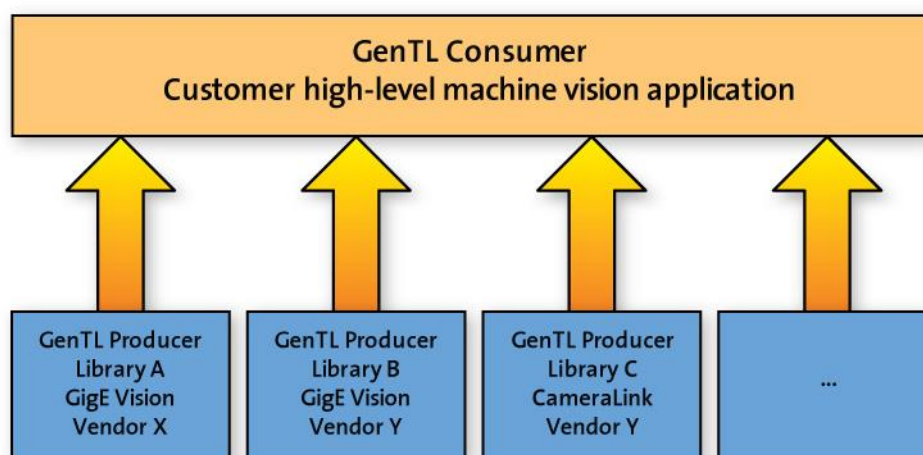 GenTL Consumer
Customer high-level machine vision application
GenTL Producer
Library A
GigE Vision
Vendor X
GenTL Producer
Library B
GigE Vision
Vendor Y
GenTL Producer
Library C
CameraLink
Vendor Y
...